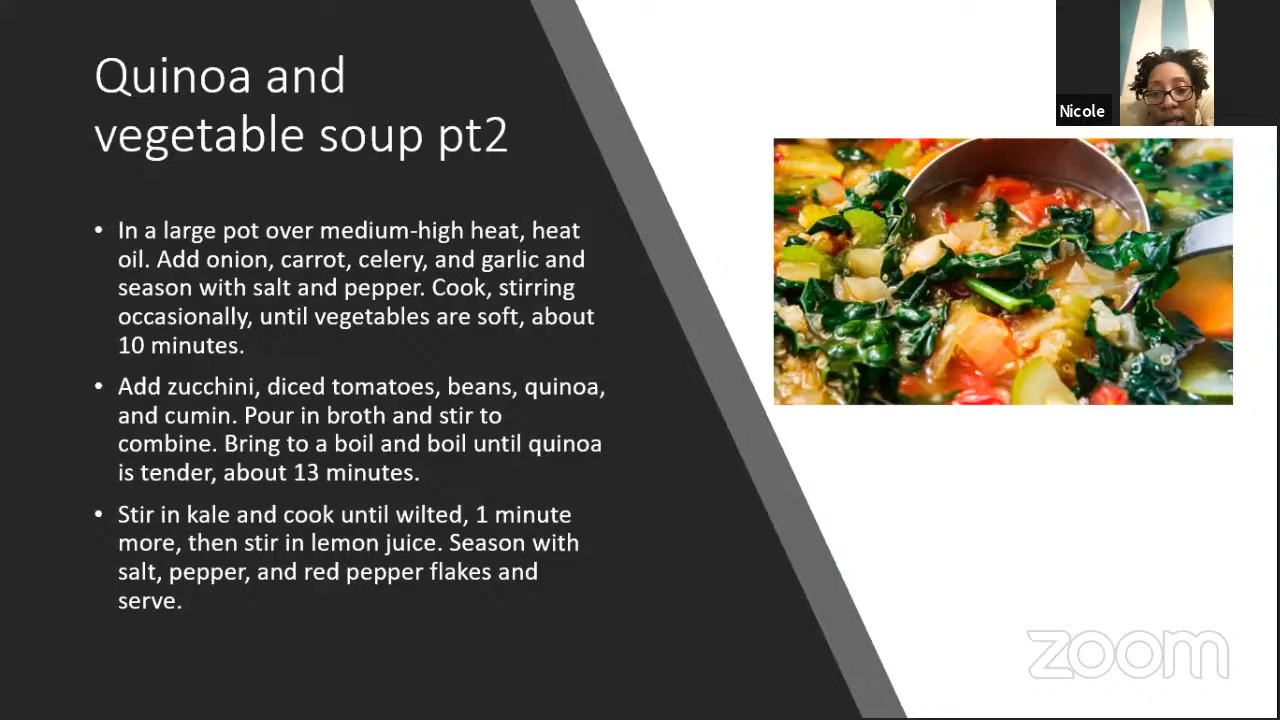 Quinoa and
vegetable soup pt2
• In a large pot over medium-high heat, heat
oil. Add onion, carrot, celery, and garlic and
season with salt and pepper. Cook, stirring
occasionally, until vegetables are soft, about
10 minutes.
• Add zucchini, diced tomatoes, beans, quinoa,
and cumin. Pour in broth and stir to
combine. Bring to a boil and boil until quinoa
is tender, about 13 minutes.
• Stir in kale and cook until wilted, 1 minute
more, then stir in lemon juice. Season with
salt, pepper, and red pepper flakes and
serve.
Nicole
zoom